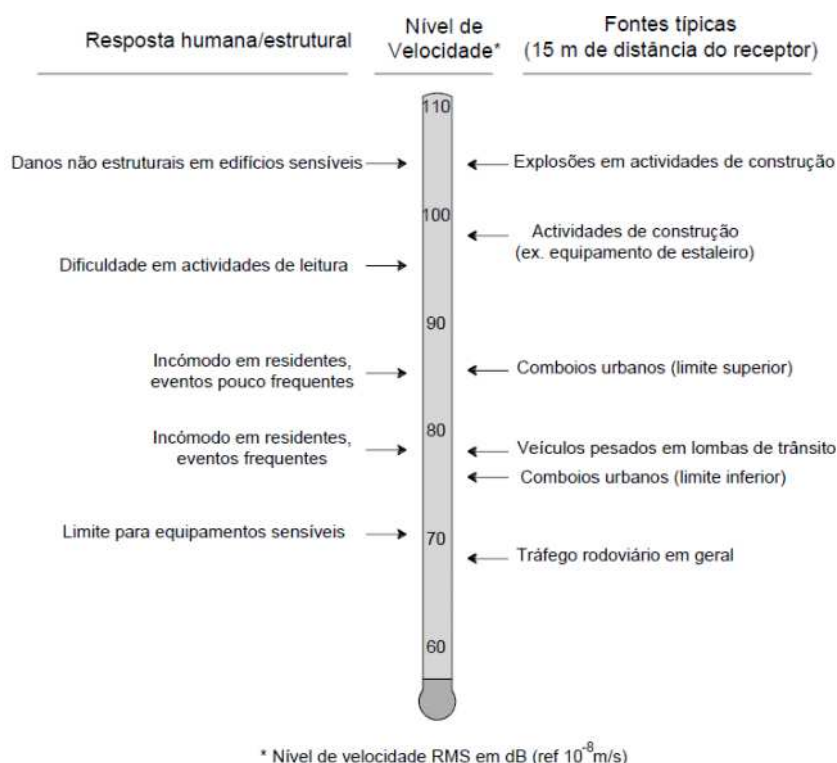 Resposta humana/estrutural
Nível de
Velocidade*
Fontes típicas
(15 m de distância do receptor)
110
Danos não estruturais em edifícios sensíveis
Explosões em actividades de construção
100
Actividades de construção
(ex. equipamento de estaleiro)
Dificuldade em actividades de leitura
90
Incómodo em residentes,
eventos pouco frequentes
Comboios urbanos (limite superior)
80
Incómodo em residentes,
eventos frequentes
Veículos pesados em lombas de trânsito
Comboios urbanos (limite inferior)
Limite para equipamentos sensíveis
70
Tráfego rodoviário em geral
60
* Nível de velocidade RMS em dB (ref 10⁻⁸m/s)